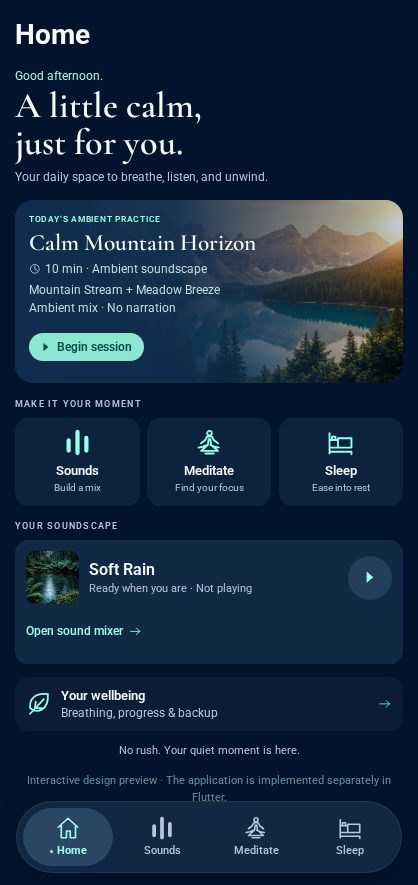 Home
Good afternoon.
A little calm,
just for you.
Your daily space to breathe, listen, and unwind.
TODAY'S AMBIENT PRACTICE
Calm Mountain Horizon
10 min · Ambient soundscape
Mountain Stream + Meadow Breeze
Ambient mix · No narration
Begin session
MAKE IT YOUR MOMENT
Sounds
Build a mix
Meditate
Find your focus
Sleep
Ease into rest
YOUR SOUNDSCAPE
Soft Rain
Ready when you are · Not playing
Open sound mixer →
Your wellbeing
Breathing, progress & backup
→
No rush. Your quiet moment is here.
Interactive design preview · The application is implemented separately in
Flutter.
• Home
Sounds
Meditate
Sleep